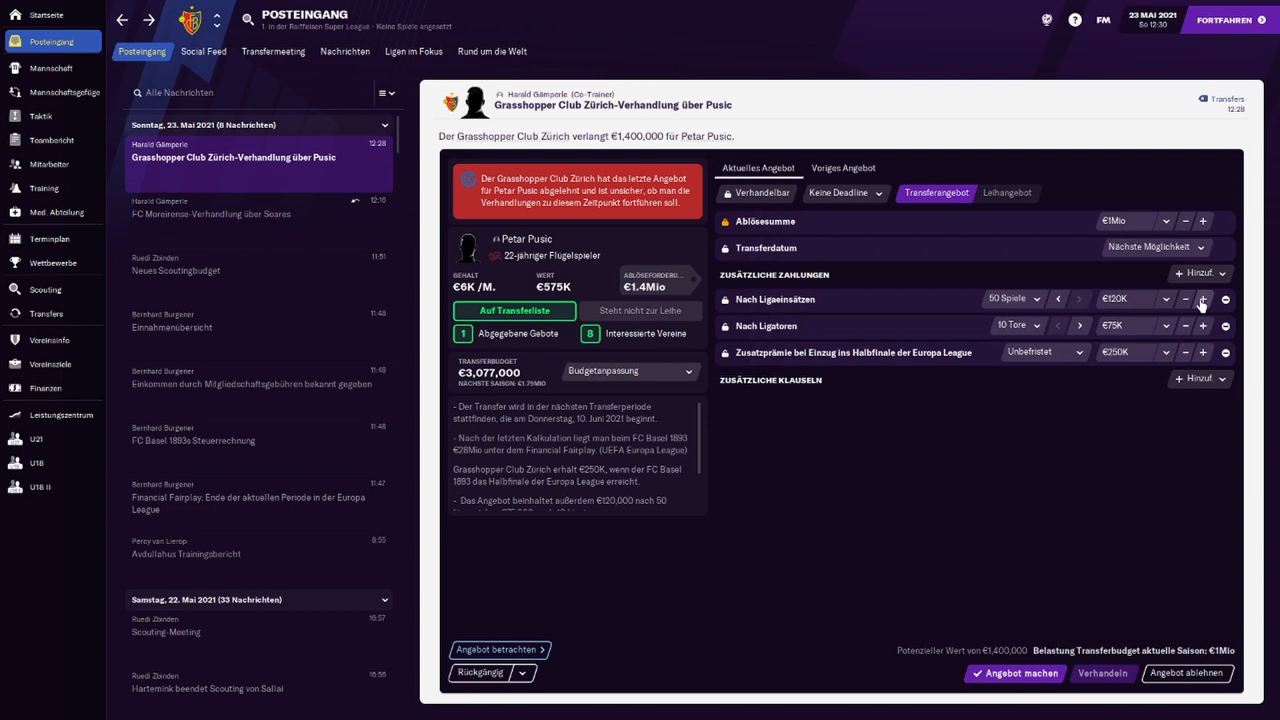 Startseite
Posteingang
Mannschaft
Mannschaftsgefüge
Taktik
Teambericht
Mitarbeiter
Training
Med. Abteilung
Terminplan
Wettbewerbe
Scouting
Transfers
Vereinsinfo
Vereinsziele
Finanzen
Leistungszentrum
U21
U18
U18 II
POSTEINGANG
1. in der Raiffeisen Super League - Keine Spiele angesetzt
FM
23 MAI 2021
So 12:30
FORTFAHREN
Posteingang
Social Feed
Transfermeeting
Nachrichten
Ligen im Fokus
Rund um die Welt
Alle Nachrichten
Sonntag, 23. Mai 2021 (8 Nachrichten)
Harald Gämperle 12:28
Grasshopper Club Zürich-Verhandlung über Pusic
Harald Gämperle 12:16
FC Moreirense-Verhandlung über Soares
Ruedi Zbinden 11:51
Neues Scoutingbudget
Bernhard Burgener 11:48
Einnahmenübersicht
Bernhard Burgener 11:48
Einkommen durch Mitgliedschaftsgebühren bekannt gegeben
Bernhard Burgener 11:48
FC Basel 1893s Steuerrechnung
Bernhard Burgener 11:47
Financial Fairplay: Ende der aktuellen Periode in der Europa
League
Percy van Lierop 8:55
Avdullahus Trainingsbericht
Samstag, 22. Mai 2021 (33 Nachrichten)
Ruedi Zbinden 16:57
Scouting-Meeting
Ruedi Zbinden 16:56
Hartemink beendet Scouting von Sallai
Harald Gämperle (Co-Trainer)
Grasshopper Club Zürich-Verhandlung über Pusic
Transfers
12:28
Der Grasshopper Club Zürich verlangt €1,400,000 für Petar Pusic.
Der Grasshopper Club Zürich hat das letzte Angebot
für Petar Pusic abgelehnt und ist unsicher, ob man die
Verhandlungen zu diesem Zeitpunkt fortführen soll.
Petar Pusic
22-jähriger Flügelspieler
GEHALT WERT ABLÖSEFORDERU...
€6K /M. €575K €1.4Mio
Auf Transferliste Steht nicht zur Leihe
1 Abgegebene Gebote 8 Interessierte Vereine
TRANSFERBUDGET
€3,077,000
NÄCHSTE SAISON: €1.79MIO
Budgetanpassung
- Der Transfer wird in der nächsten Transferperiode
stattfinden, die am Donnerstag, 10. Juni 2021 beginnt.
- Nach der letzten Kalkulation liegt man beim FC Basel 1893
€28Mio unter dem Financial Fairplay. (UEFA Europa League)
Grasshopper Club Zürich erhält €250K, wenn der FC Basel
1893 das Halbfinale der Europa League erreicht.
- Das Angebot beinhaltet außerdem €120,000 nach 50
Aktuelles Angebot Voriges Angebot
Verhandelbar Keine Deadline Transferangebot Leihangebot
Ablösesumme €1Mio
Transferdatum Nächste Möglichkeit
ZUSÄTZLICHE ZAHLUNGEN + Hinzuf.
Nach Ligaeinsätzen 50 Spiele €120K
Nach Ligatoren 10 Tore €75K
Zusatzprämie bei Einzug ins Halbfinale der Europa League Unbefristet €250K
ZUSÄTZLICHE KLAUSELN + Hinzuf.
Angebot betrachten
Rückgängig
Potenzieller Wert von €1,400,000 Belastung Transferbudget aktuelle Saison: €1Mio
Angebot machen Verhandeln Angebot ablehnen